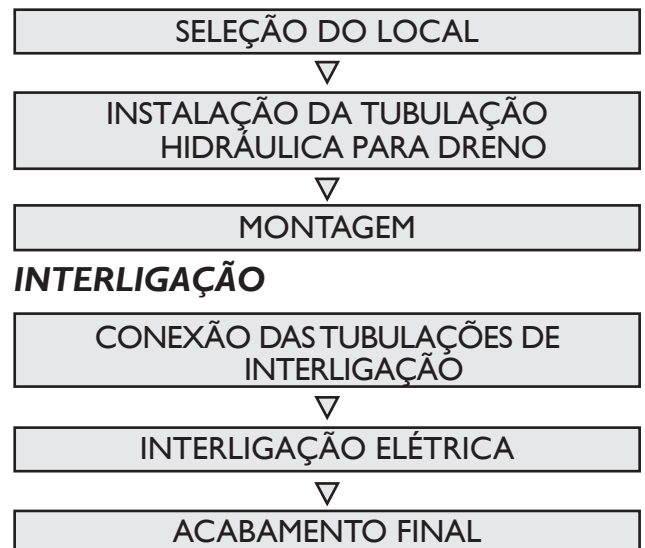 SELEÇÃO DO LOCAL
INSTALAÇÃO DA TUBULAÇÃO
HIDRÁULICA PARA DRENO
MONTAGEM
INTERLIGAÇÃO
CONEXÃO DAS TUBULAÇÕES DE
INTERLIGAÇÃO
INTERLIGAÇÃO ELÉTRICA
ACABAMENTO FINAL